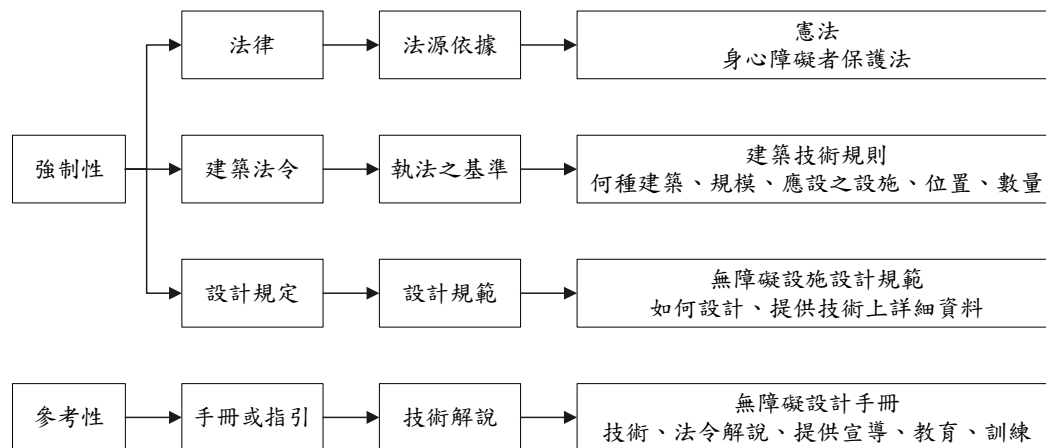 法律
法源依據
憲法
身心障礙者保護法
強制性
建築法令
執法之基準
建築技術規則
何種建築、規模、應設之設施、位置、數量
設計規定
設計規範
無障礙設施設計規範
如何設計、提供技術上詳細資料
參考性
手冊或指引
技術解說
無障礙設計手冊
技術、法令解說、提供宣導、教育、訓練